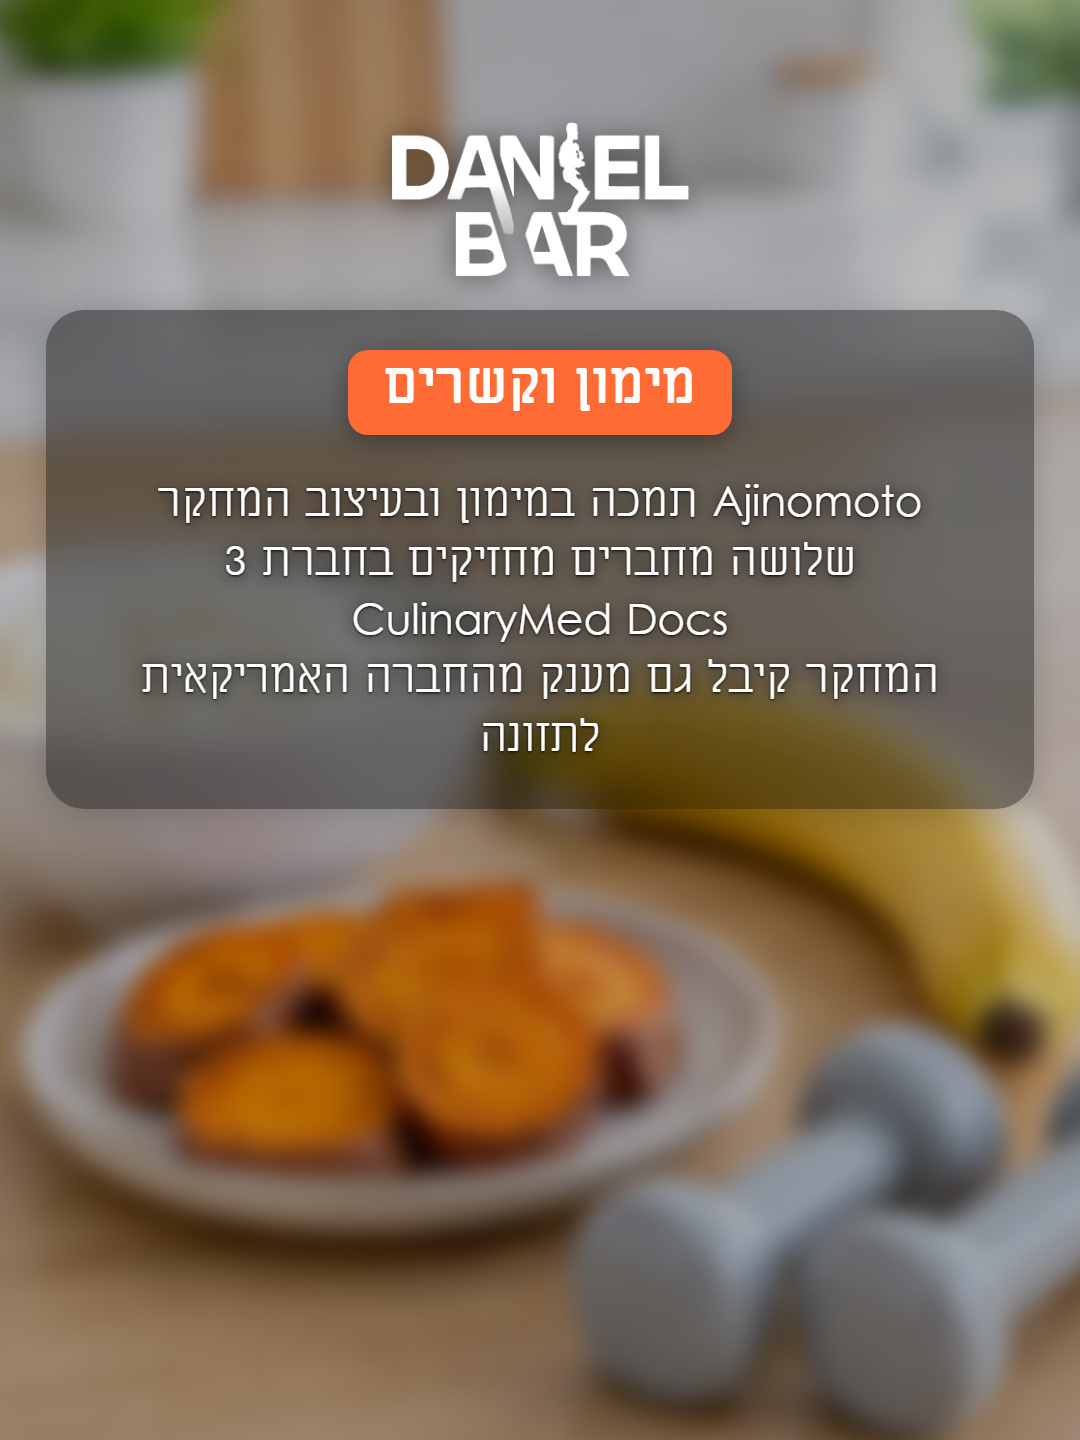 DANIEL
BAR
מימון וקשרים
Ajinomoto תמכה במימון ובעיצוב המחקר
שלושה מחברים מחזיקים בחברת 3
CulinaryMed Docs
המחקר קיבל גם מענק מהחברה האמריקאית
לתזונה